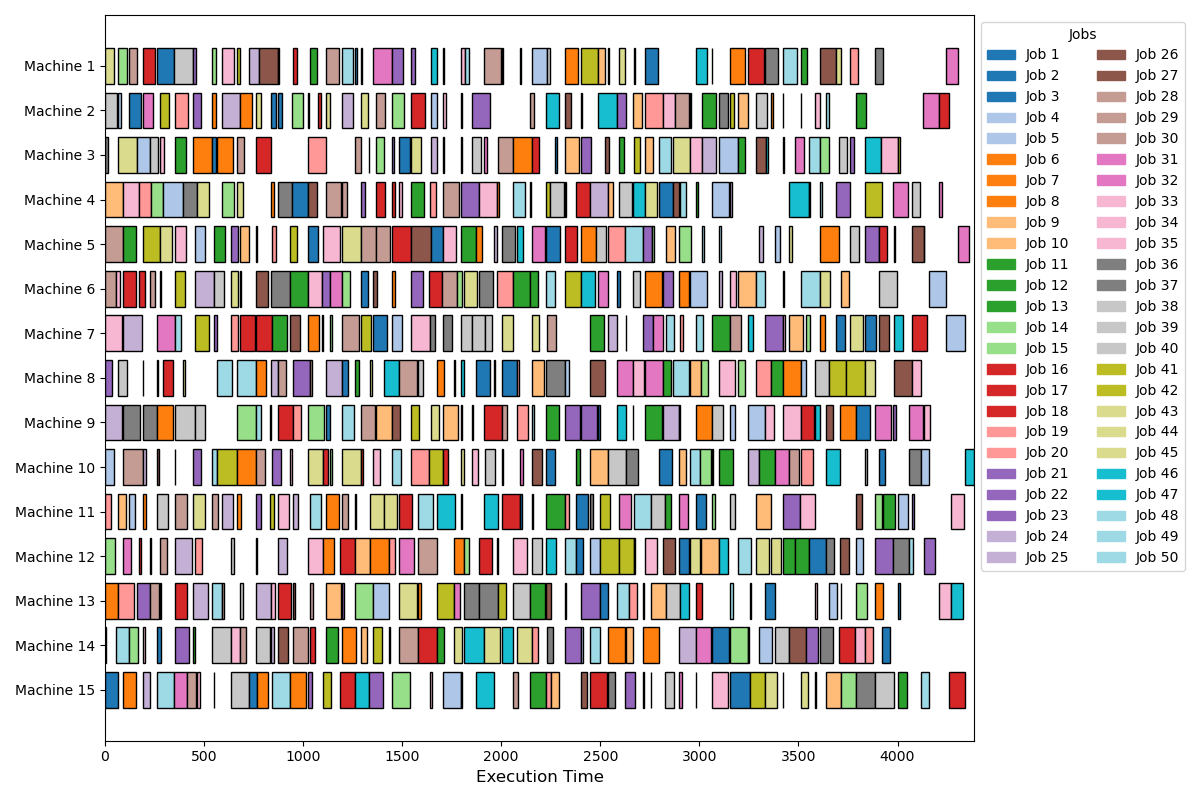 Machine 1
Machine 2
Machine 3
Machine 4
Machine 5
Machine 6
Machine 7
Machine 8
Machine 9
Machine 10
Machine 11
Machine 12
Machine 13
Machine 14
Machine 15
0 500 1000 1500 2000 2500 3000 3500 4000
Execution Time
Jobs
Job 1 Job 26
Job 2 Job 27
Job 3 Job 28
Job 4 Job 29
Job 5 Job 30
Job 6 Job 31
Job 7 Job 32
Job 8 Job 33
Job 9 Job 34
Job 10 Job 35
Job 11 Job 36
Job 12 Job 37
Job 13 Job 38
Job 14 Job 39
Job 15 Job 40
Job 16 Job 41
Job 17 Job 42
Job 18 Job 43
Job 19 Job 44
Job 20 Job 45
Job 21 Job 46
Job 22 Job 47
Job 23 Job 48
Job 24 Job 49
Job 25 Job 50